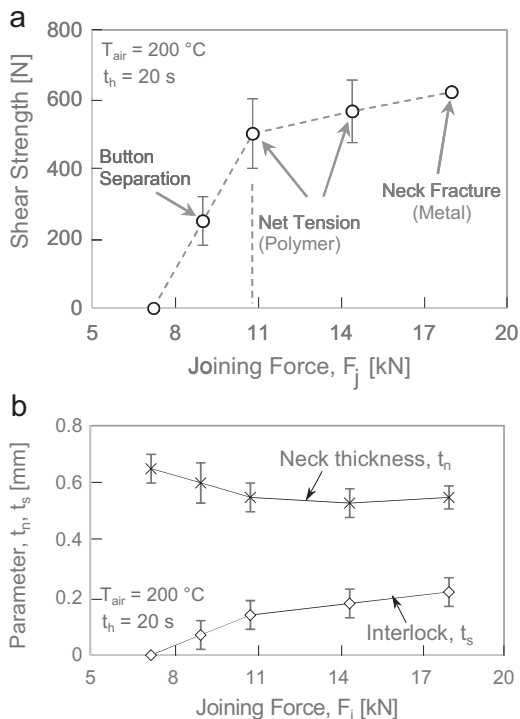 a
800
600
400
200
0
Shear Strength [N]
T_air = 200 °C
t_h = 20 s
Button
Separation
Net Tension
(Polymer)
Neck Fracture
(Metal)
5 8 11 14 17 20
Joining Force, F_j [kN]
b
0.8
0.6
0.4
0.2
0
Parameter, t_n, t_s [mm]
Neck thickness, t_n
T_air = 200 °C
t_h = 20 s
Interlock, t_s
5 8 11 14 17 20
Joining Force, F_j [kN]